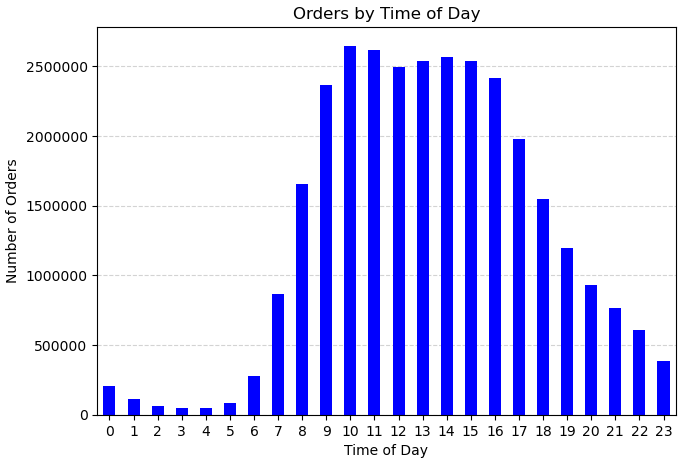 Orders by Time of Day
Number of Orders
2500000
2000000
1500000
1000000
500000
0
0 1 2 3 4 5 6 7 8 9 10 11 12 13 14 15 16 17 18 19 20 21 22 23
Time of Day